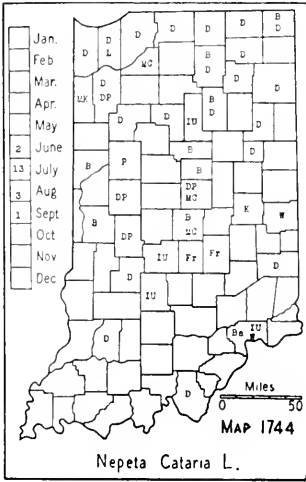 Jan.
Feb
Mar.
Apr.
May
2 June
13 July
3 Aug
1 Sept
Oct
Nov
Dec
B
D D D D D D
D L B D
MC D D
MK D B D
DP D D D D
IU
B D
B P B
DP DP
MC
B B K W
DP MC
IU Fr Fr
D D
IU
Ba IU
D
D
Miles
0 50
MAP 1744
Nepeta Cataria L.